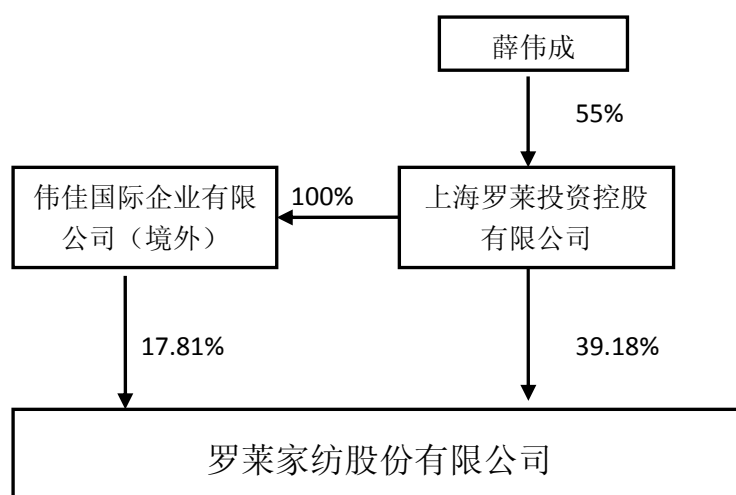 薛伟成
55%
伟佳国际企业有限
公司（境外）
100%
上海罗莱投资控股
有限公司
17.81%
39.18%
罗莱家纺股份有限公司